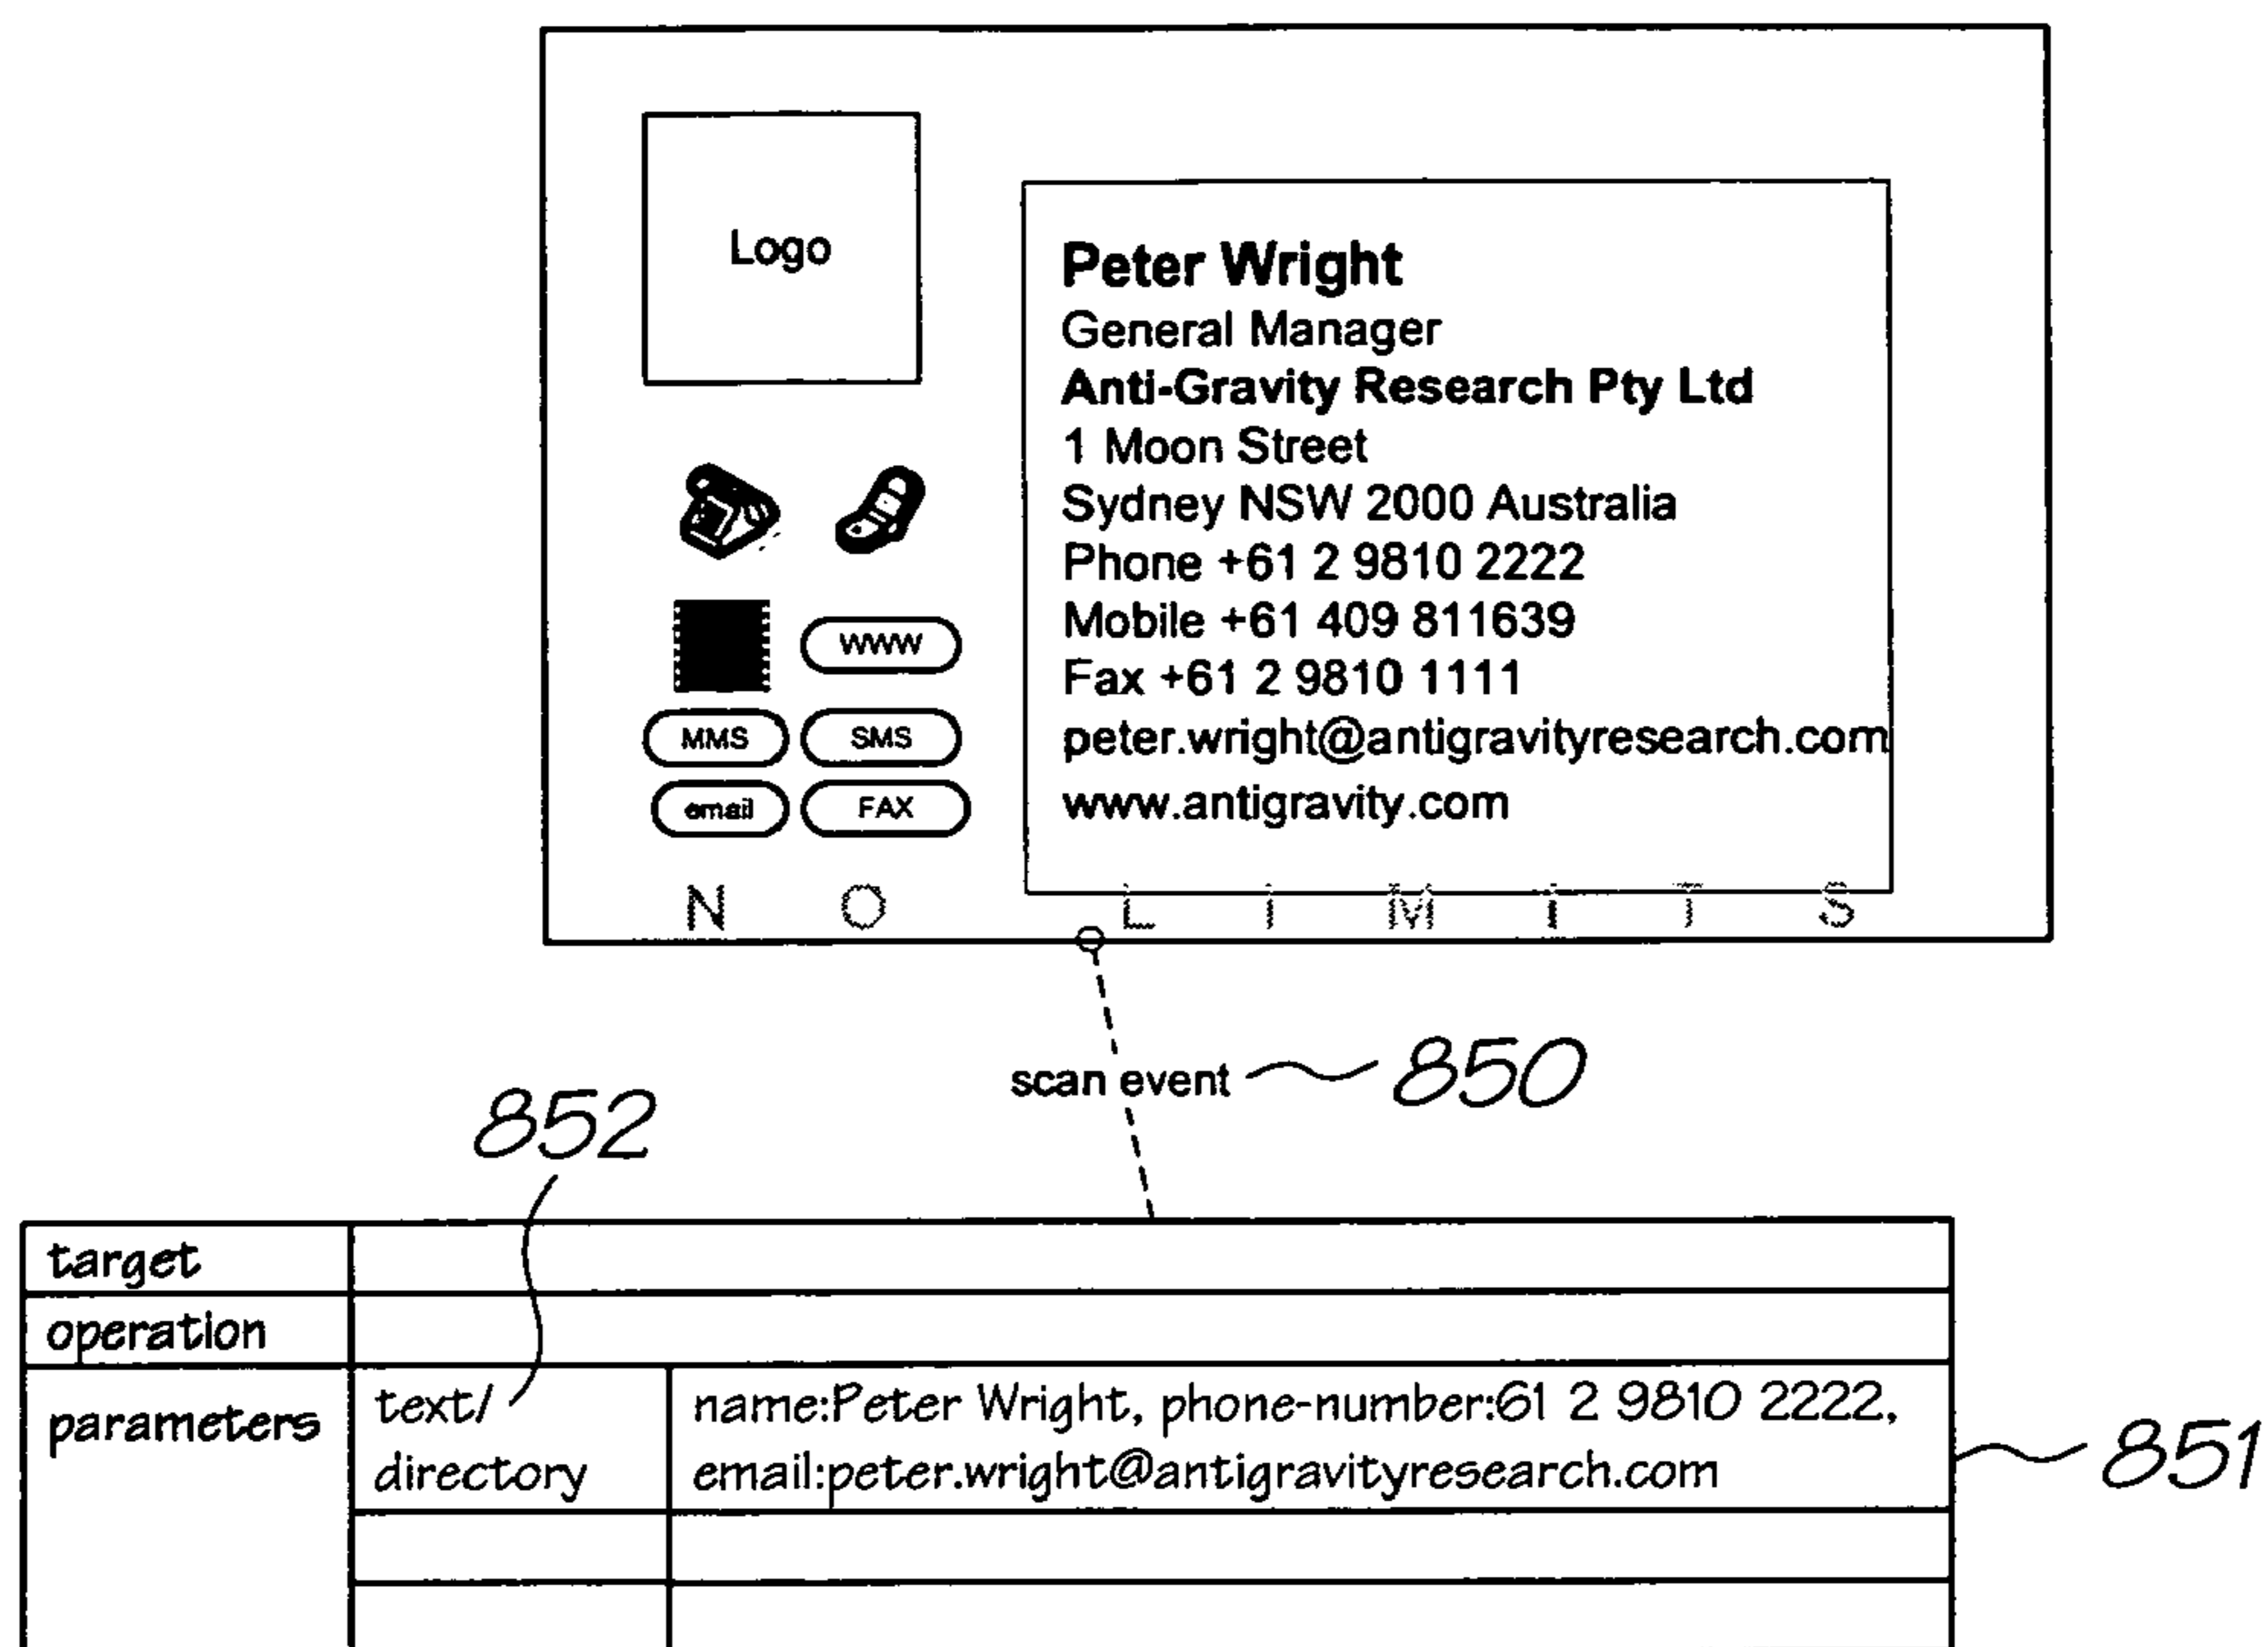 Logo
Peter Wright
General Manager
Anti-Gravity Research Pty Ltd
1 Moon Street
Sydney NSW 2000 Australia
Phone +61 2 9810 2222
Mobile +61 409 811639
Fax +61 2 9810 1111
peter.wright@antigravityresearch.com
www.antigravity.com
WWW
MMS SMS
email FAX
N O L I M I T S
scan event 850
852
target
operation
parameters
text/
directory
name:Peter Wright, phone-number:61 2 9810 2222,
email:peter.wright@antigravityresearch.com
851